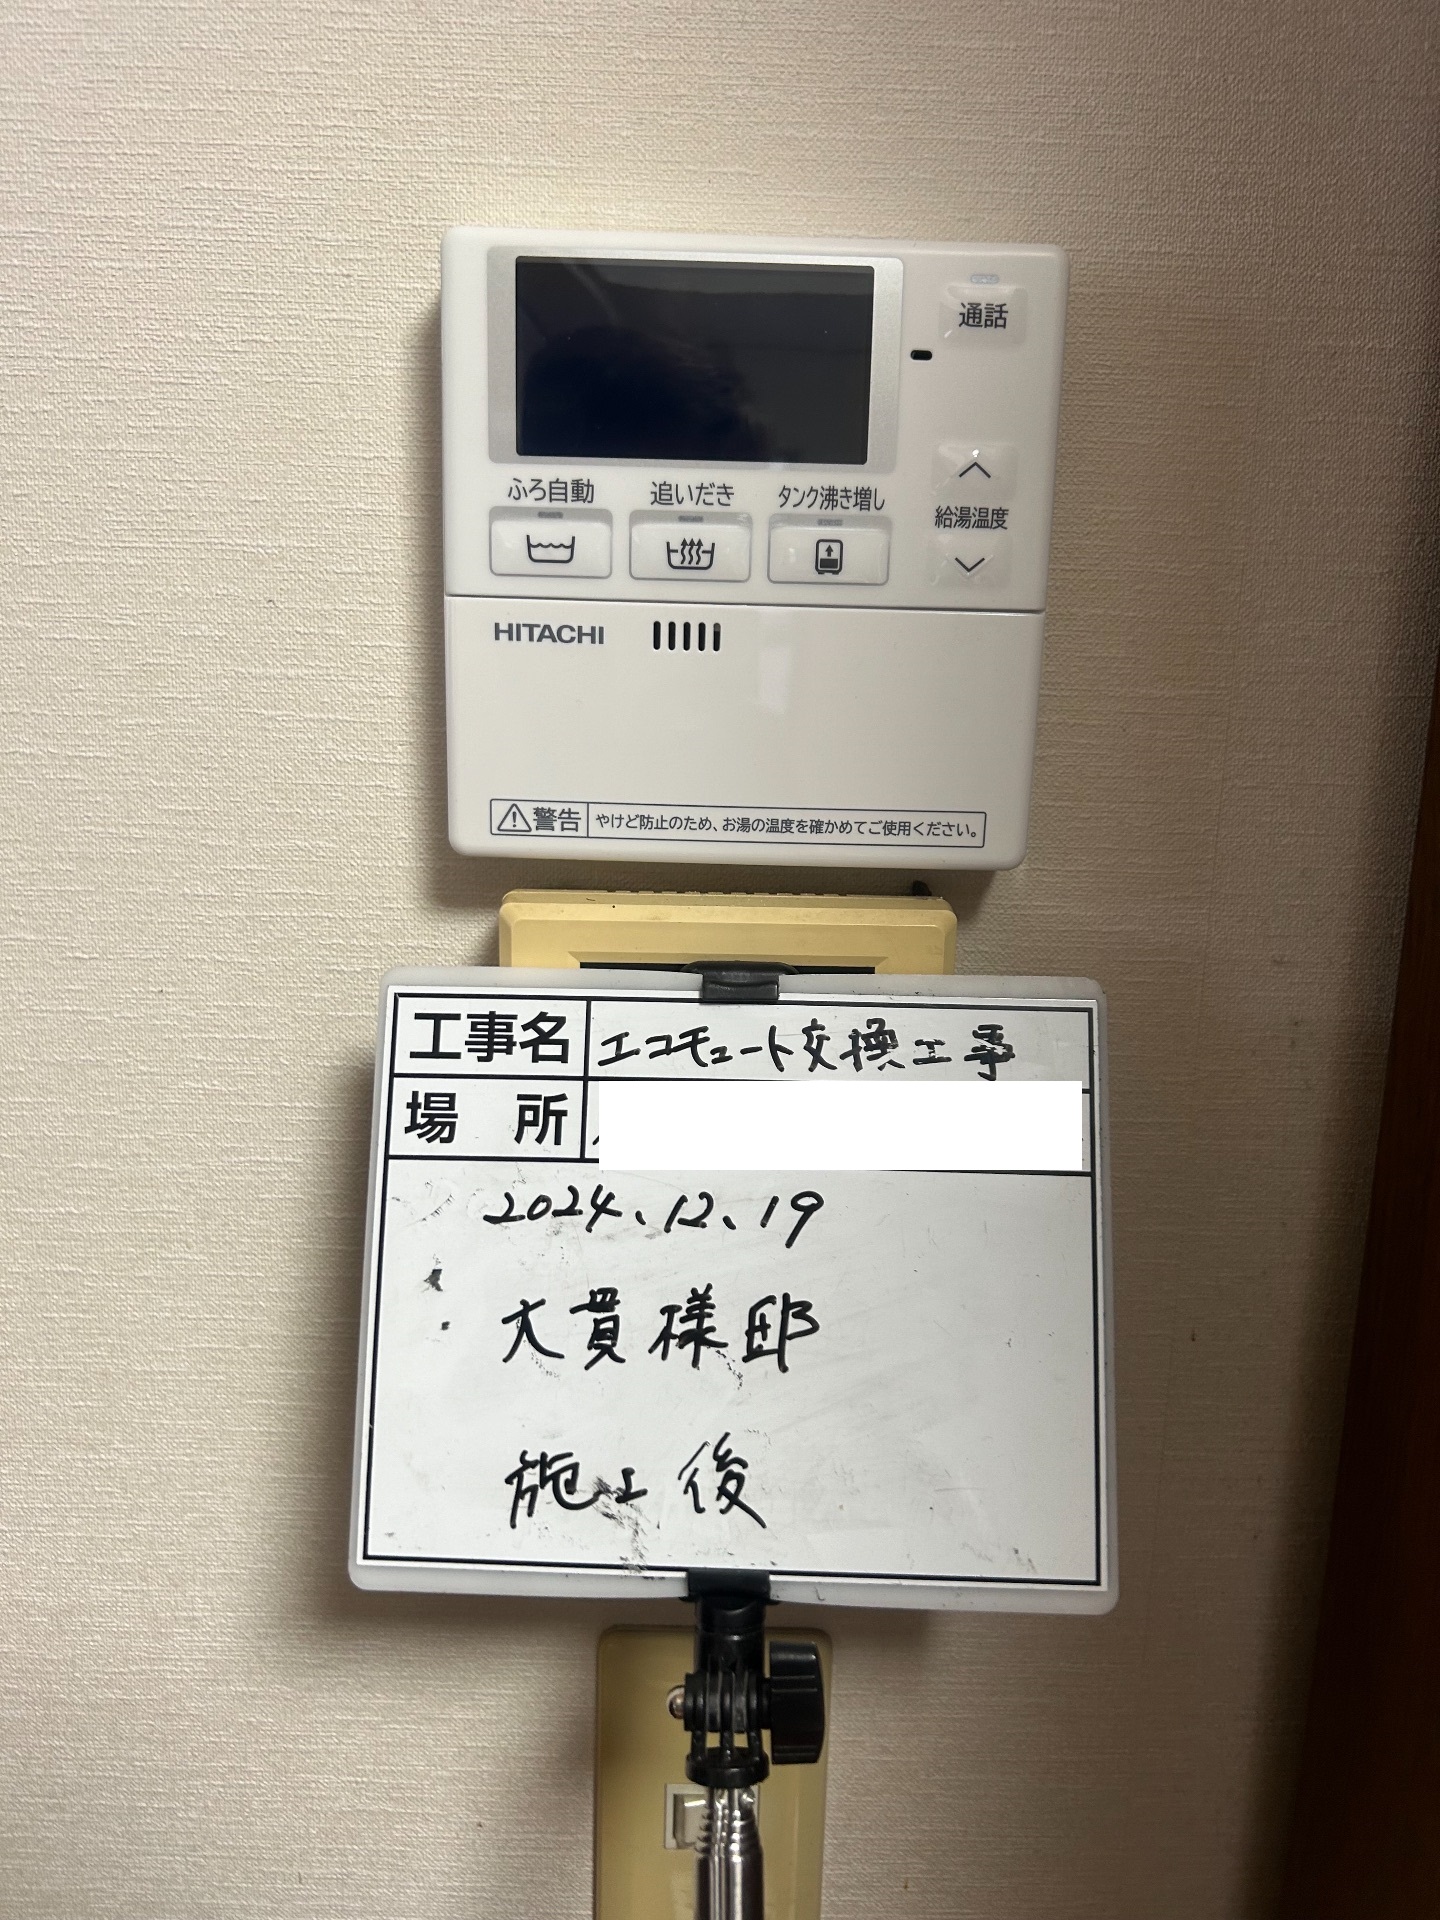 通話
ふろ自動 追いだき タンク沸き増し
給湯温度
HITACHI
警告 やけど防止のため、お湯の温度を確かめてご使用ください。
工事名 エコキュート交換工事
場所
2024、12、19
大貫様邸
施工後